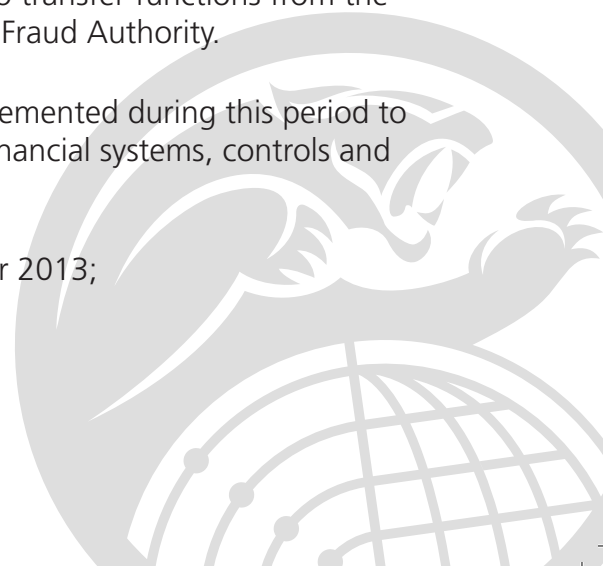 transfer functions from the
Fraud Authority.
emented during this period to
nancial systems, controls and
r 2013;